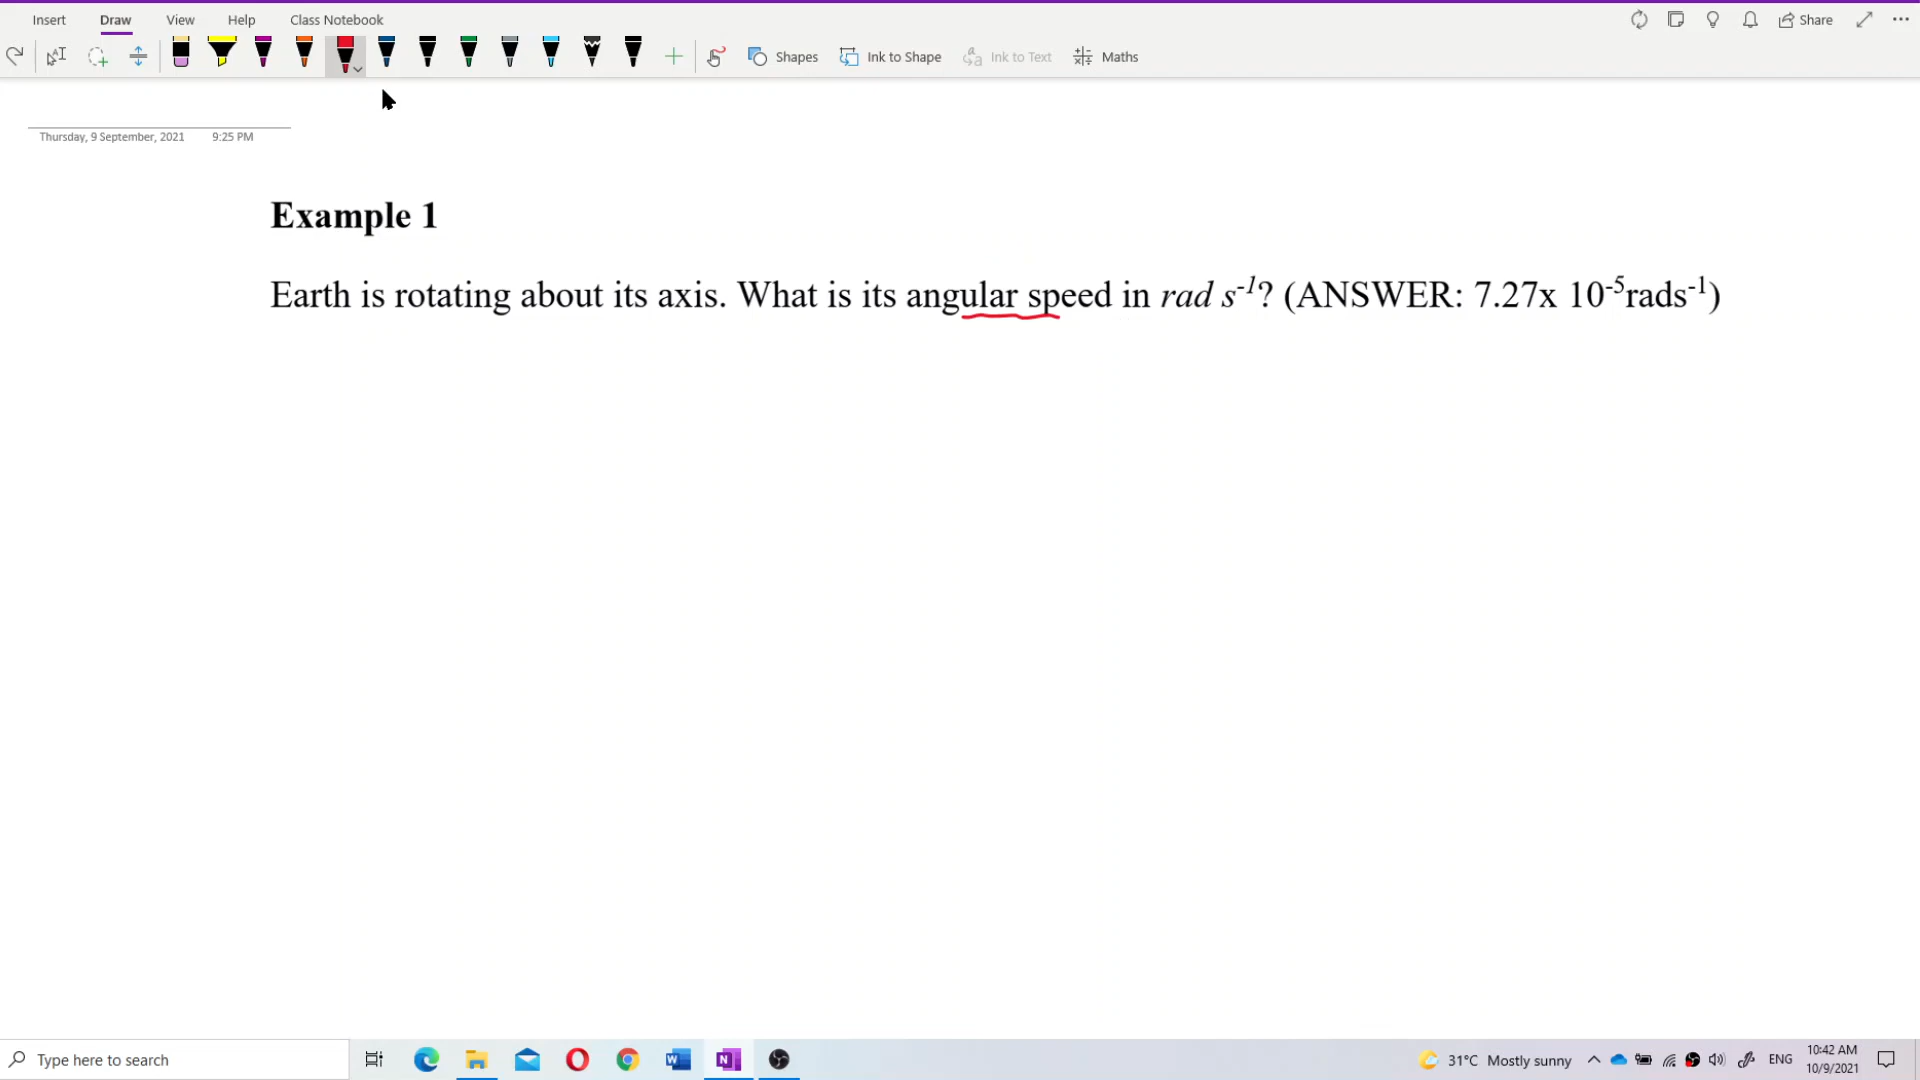 Insert Draw View Help Class Notebook Share
Shapes Ink to Shape Ink to Text Maths
Thursday, 9 September, 2021 9:25 PM
Example 1
Earth is rotating about its axis. What is its angular speed in rad s⁻¹? (ANSWER: 7.27x 10⁻⁵rads⁻¹)
Type here to search 31°C Mostly sunny ENG 10:42 AM
10/9/2021